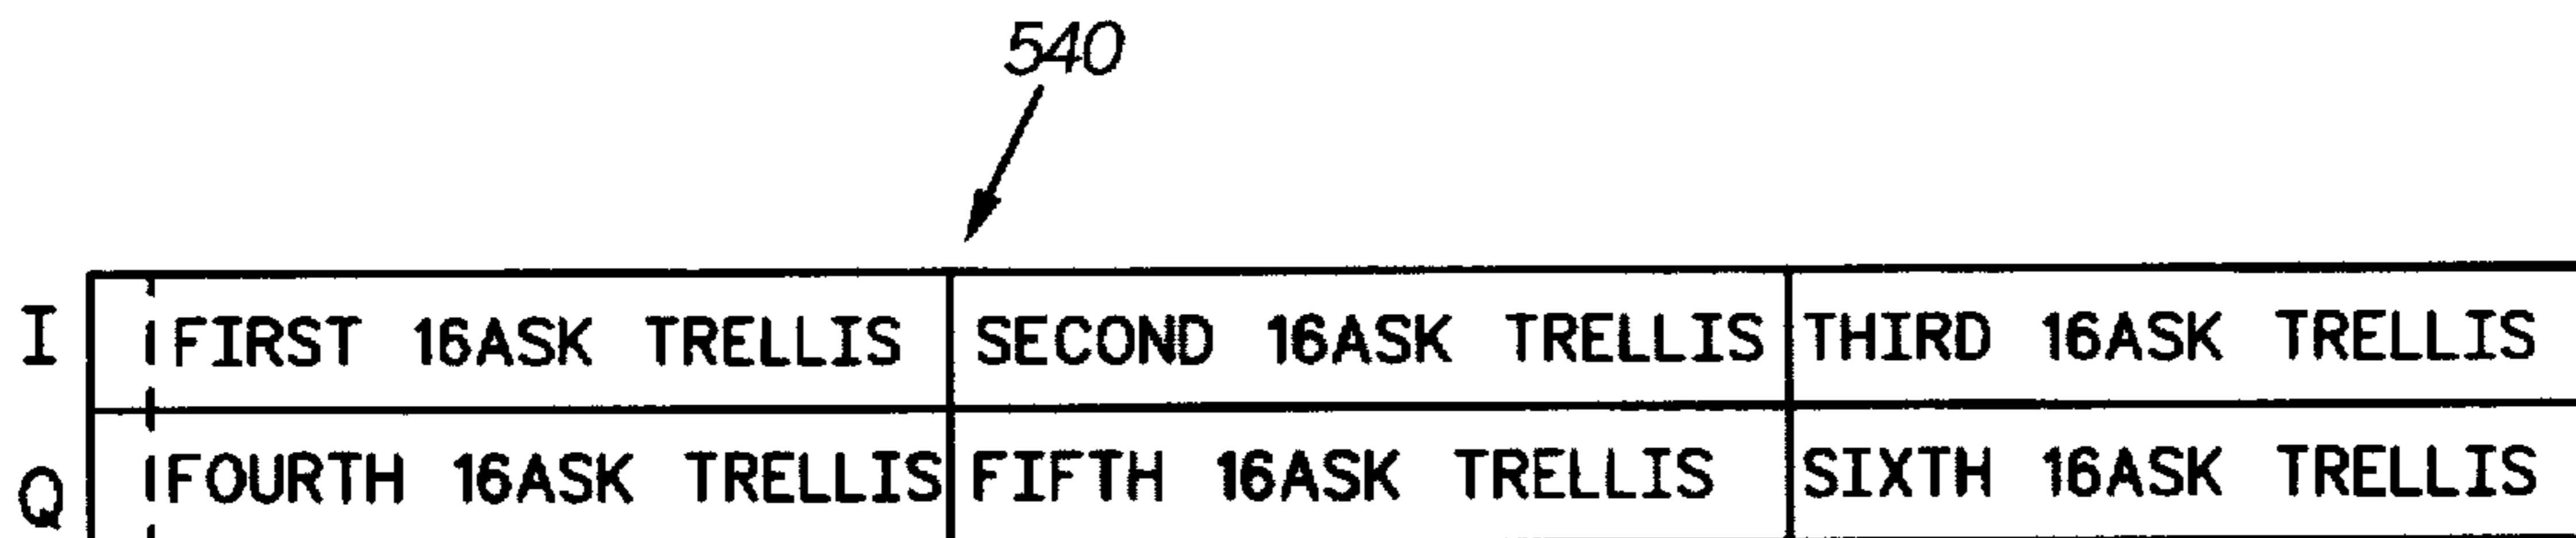 540
I FIRST 16ASK TRELLIS SECOND 16ASK TRELLIS THIRD 16ASK TRELLIS
Q FOURTH 16ASK TRELLIS FIFTH 16ASK TRELLIS SIXTH 16ASK TRELLIS